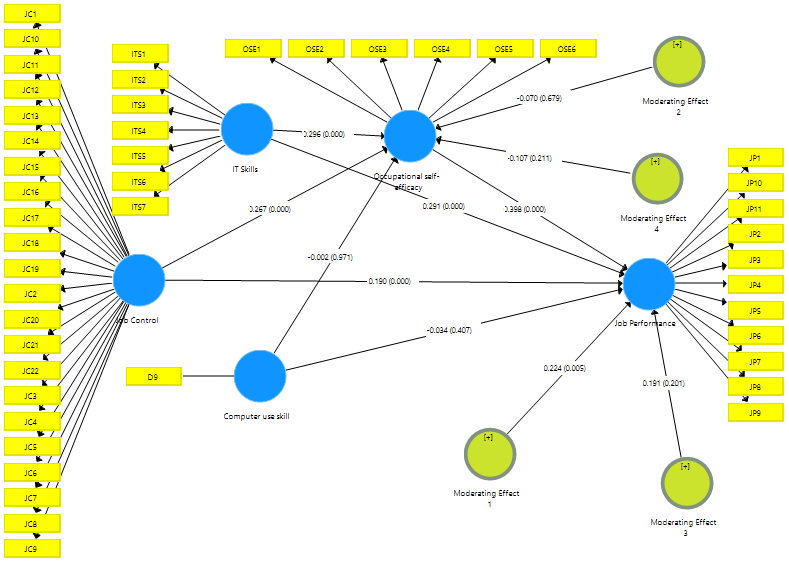 JC1
JC10
JC11
JC12
JC13
JC14
JC15
JC16
JC17
JC18
JC19
JC2
JC20
JC21
JC22
JC3
JC4
JC5
JC6
JC7
JC8
JC9
ITS1
ITS2
ITS3
ITS4
ITS5
ITS6
ITS7
OSE1
OSE2
OSE3
OSE4
OSE5
OSE6
IT Skills
Occupational self-
efficacy
Job Control
D9
Computer use skill
Job Performance
[+]
Moderating Effect
2
[+]
Moderating Effect
4
[+]
Moderating Effect
1
[+]
Moderating Effect
3
0.296 (0.000)
-0.070 (0.679)
-0.107 (0.211)
0.267 (0.000)
0.291 (0.000)
0.398 (0.000)
-0.002 (0.971)
0.190 (0.000)
-0.034 (0.407)
0.224 (0.005)
0.191 (0.201)
JP1
JP10
JP11
JP2
JP3
JP4
JP5
JP6
JP7
JP8
JP9